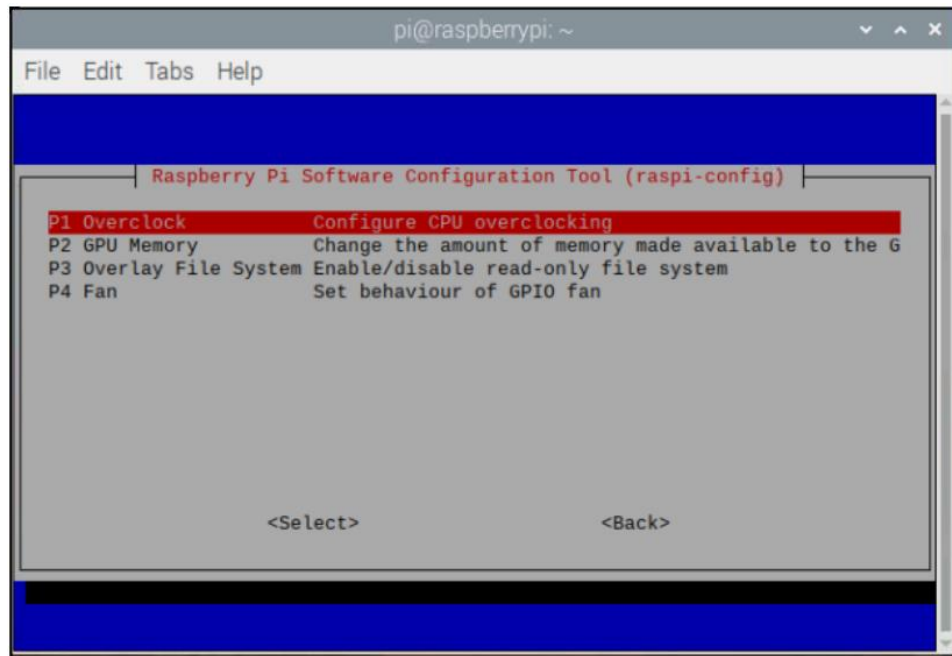 pi@raspberrypi: ~
File Edit Tabs Help
Raspberry Pi Software Configuration Tool (raspi-config)
P1 Overclock Configure CPU overclocking
P2 GPU Memory Change the amount of memory made available to the G
P3 Overlay File System Enable/disable read-only file system
P4 Fan Set behaviour of GPIO fan
<Select> <Back>